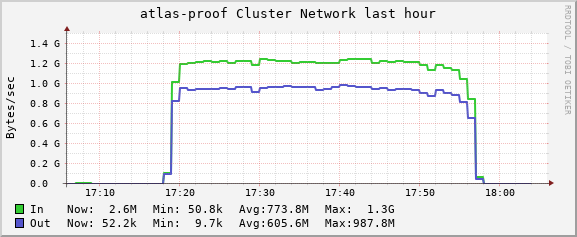 atlas-proof Cluster Network last hour
RRDTOOL / TOBI OETIKER
Bytes/sec
1.4 G
1.2 G
1.0 G
0.8 G
0.6 G
0.4 G
0.2 G
0.0
17:10 17:20 17:30 17:40 17:50 18:00
In Now: 2.6M Min: 50.8k Avg:773.8M Max: 1.3G
Out Now: 52.2k Min: 9.7k Avg:605.6M Max:987.8M